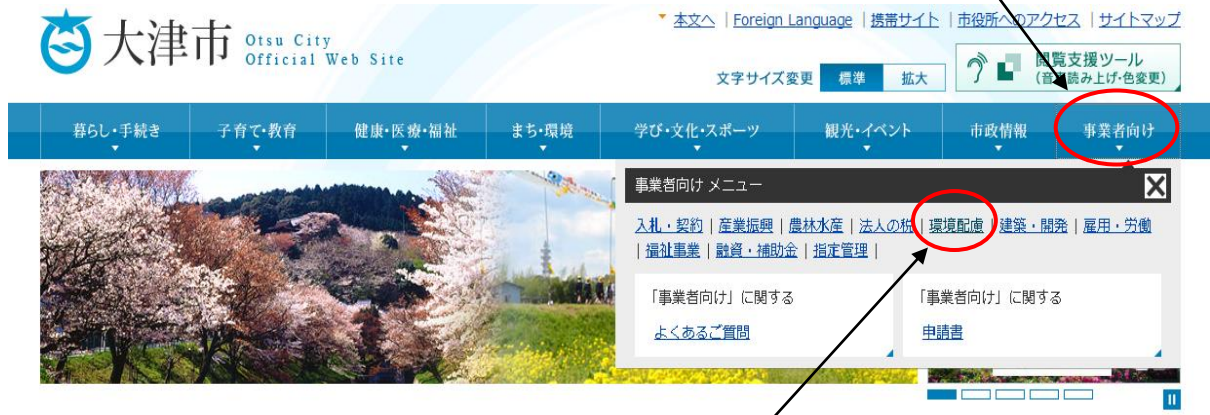 本文へ | Foreign Language | 携帯サイト | 市役所へのアクセス | サイトマップ
大津市 Otsu City
Official Web Site
文字サイズ変更 標準 拡大
閲覧支援ツール
(音声読み上げ・色変更)
暮らし・手続き 子育て・教育 健康・医療・福祉 まち・環境 学び・文化・スポーツ 観光・イベント 市政情報 事業者向け
事業者向け メニュー
入札・契約 | 産業振興 | 農林水産 | 法人の税 | 環境配慮 | 建築・開発 | 雇用・労働
| 福祉事業 | 融資・補助金 | 指定管理 |
「事業者向け」に関する 「事業者向け」に関する
よくあるご質問 申請書